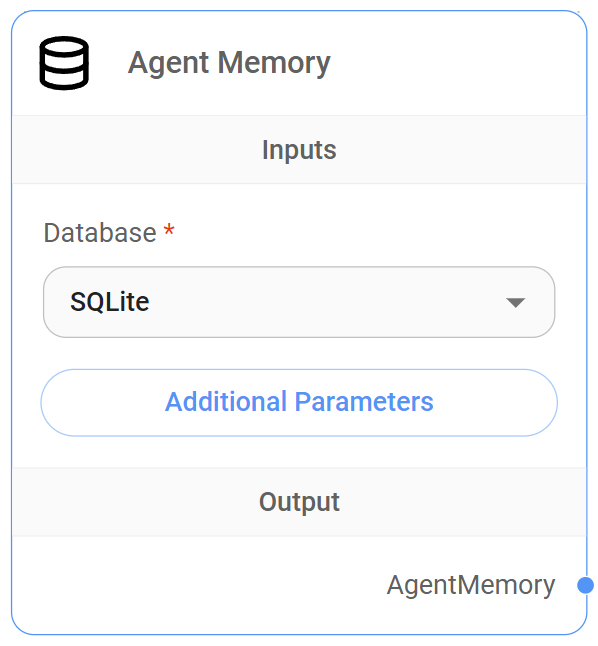 Agent Memory
Inputs
Database *
SQLite
Additional Parameters
Output
AgentMemory